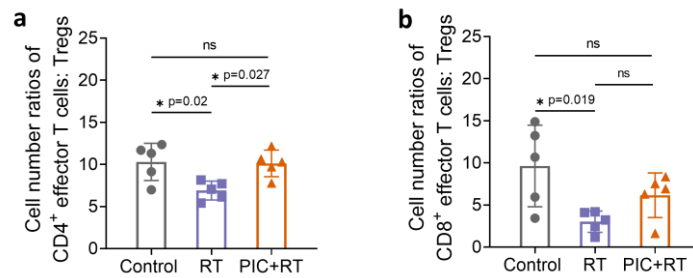 a
Cell number ratios of
CD4⁺ effector T cells: Tregs
25
20
15
10
5
0
ns
* p=0.027
* p=0.02
Control RT PIC+RT
b
Cell number ratios of
CD8⁺ effector T cells: Tregs
25
20
15
10
5
0
ns
ns
* p=0.019
Control RT PIC+RT